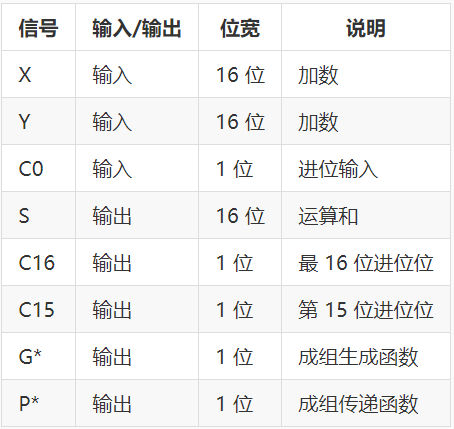 信号 输入/输出 位宽 说明
X 输入 16 位 加数
Y 输入 16 位 加数
C0 输入 1 位 进位输入
S 输出 16 位 运算和
C16 输出 1 位 最 16 位进位位
C15 输出 1 位 第 15 位进位位
G* 输出 1 位 成组生成函数
P* 输出 1 位 成组传递函数